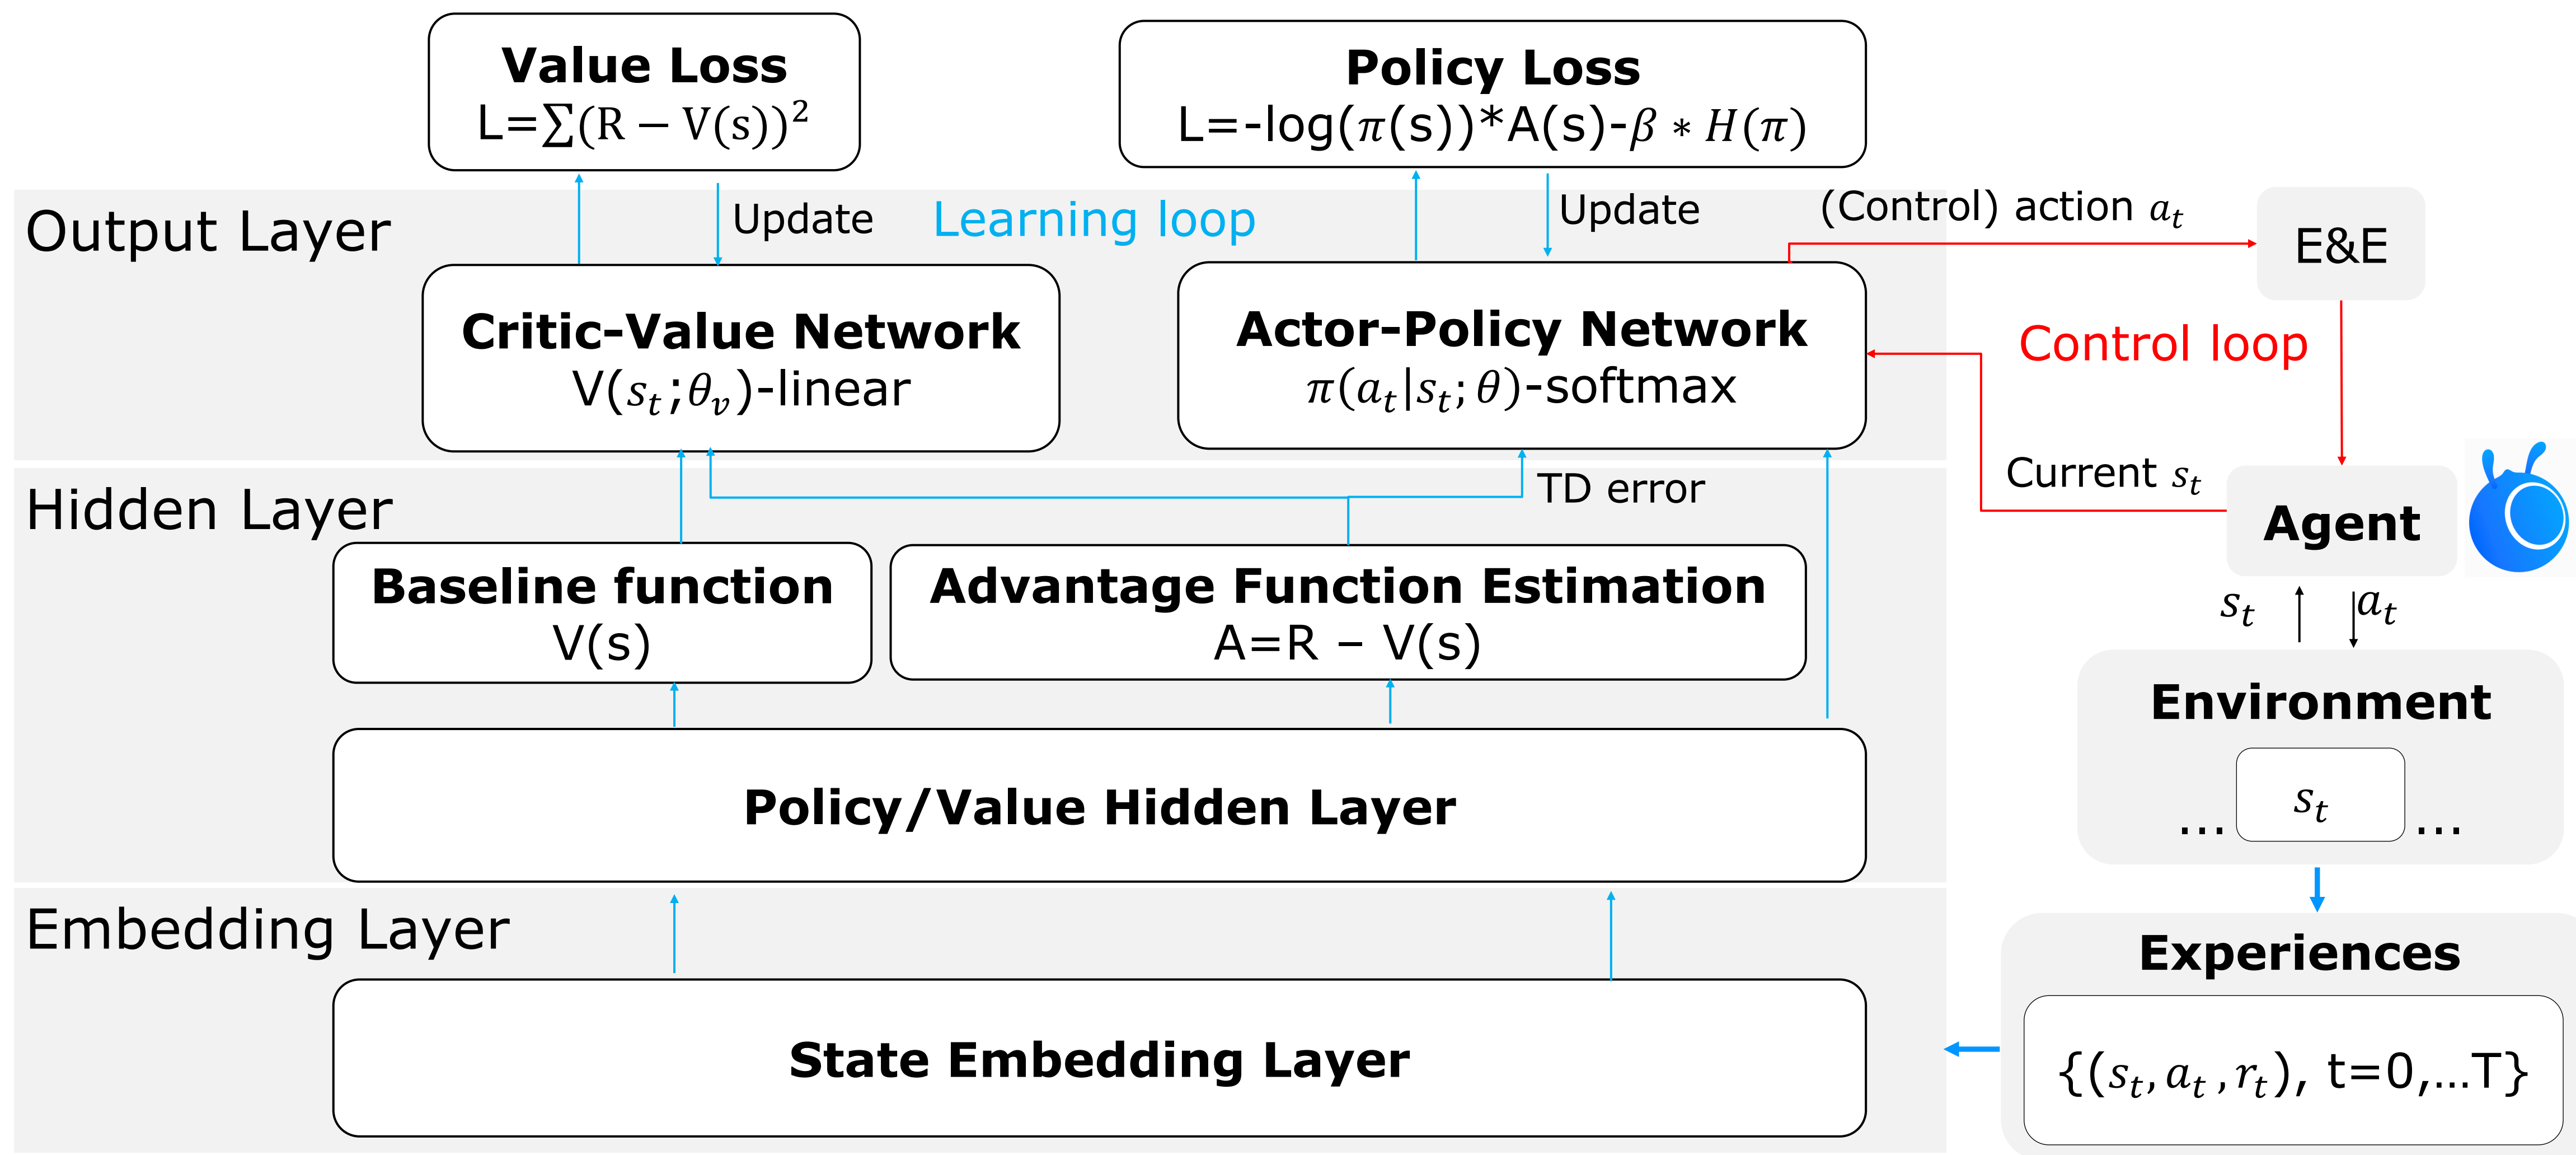 Value Loss
L=∑(R − V(s))²
Policy Loss
L=-log(π(s))*A(s)-β ∗ H(π)
Output Layer
Update
Learning loop
Update
(Control) action aₜ
E&E
Critic-Value Network
V(sₜ;θᵥ)-linear
Actor-Policy Network
π(aₜ|sₜ; θ)-softmax
Control loop
Hidden Layer
TD error
Current sₜ
Agent
Baseline function
V(s)
Advantage Function Estimation
A=R – V(s)
sₜ
aₜ
Environment
... sₜ ...
Policy/Value Hidden Layer
Embedding Layer
Experiences
{(sₜ, aₜ, rₜ), t=0,...T}
State Embedding Layer